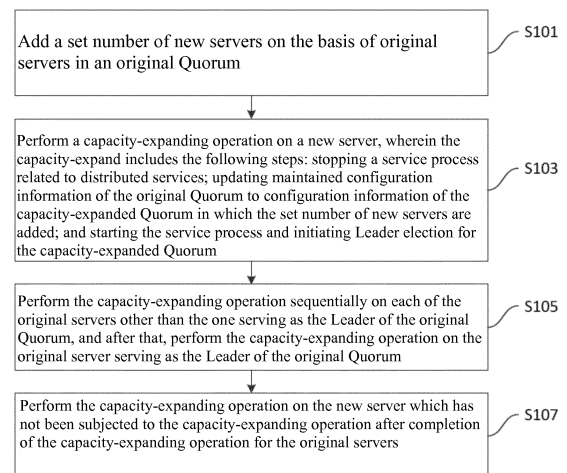 Add a set number of new servers on the basis of original
servers in an original Quorum
S101
Perform a capacity-expanding operation on a new server, wherein the
capacity-expand includes the following steps: stopping a service process
related to distributed services; updating maintained configuration
information of the original Quorum to configuration information of the
capacity-expanded Quorum in which the set number of new servers are
added; and starting the service process and initiating Leader election for
the capacity-expanded Quorum
S103
Perform the capacity-expanding operation sequentially on each of the
original servers other than the one serving as the Leader of the original
Quorum, and after that, perform the capacity-expanding operation on the
original server serving as the Leader of the original Quorum
S105
Perform the capacity-expanding operation on the new server which has
not been subjected to the capacity-expanding operation after completion
of the capacity-expanding operation for the original servers
S107